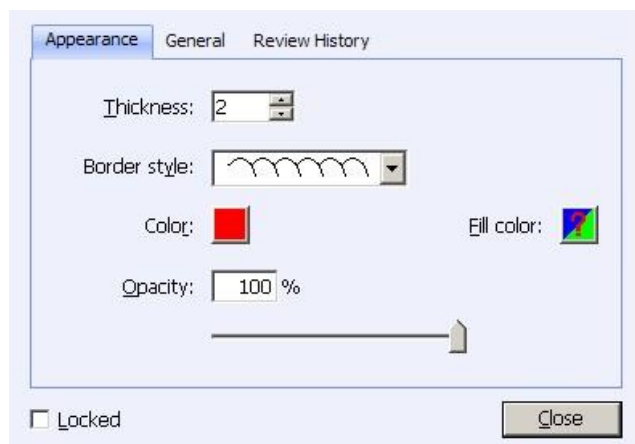 Appearance General Review History
Thickness: 2
Border style:
Color: Fill color: ?
Opacity: 100 %
Locked Close